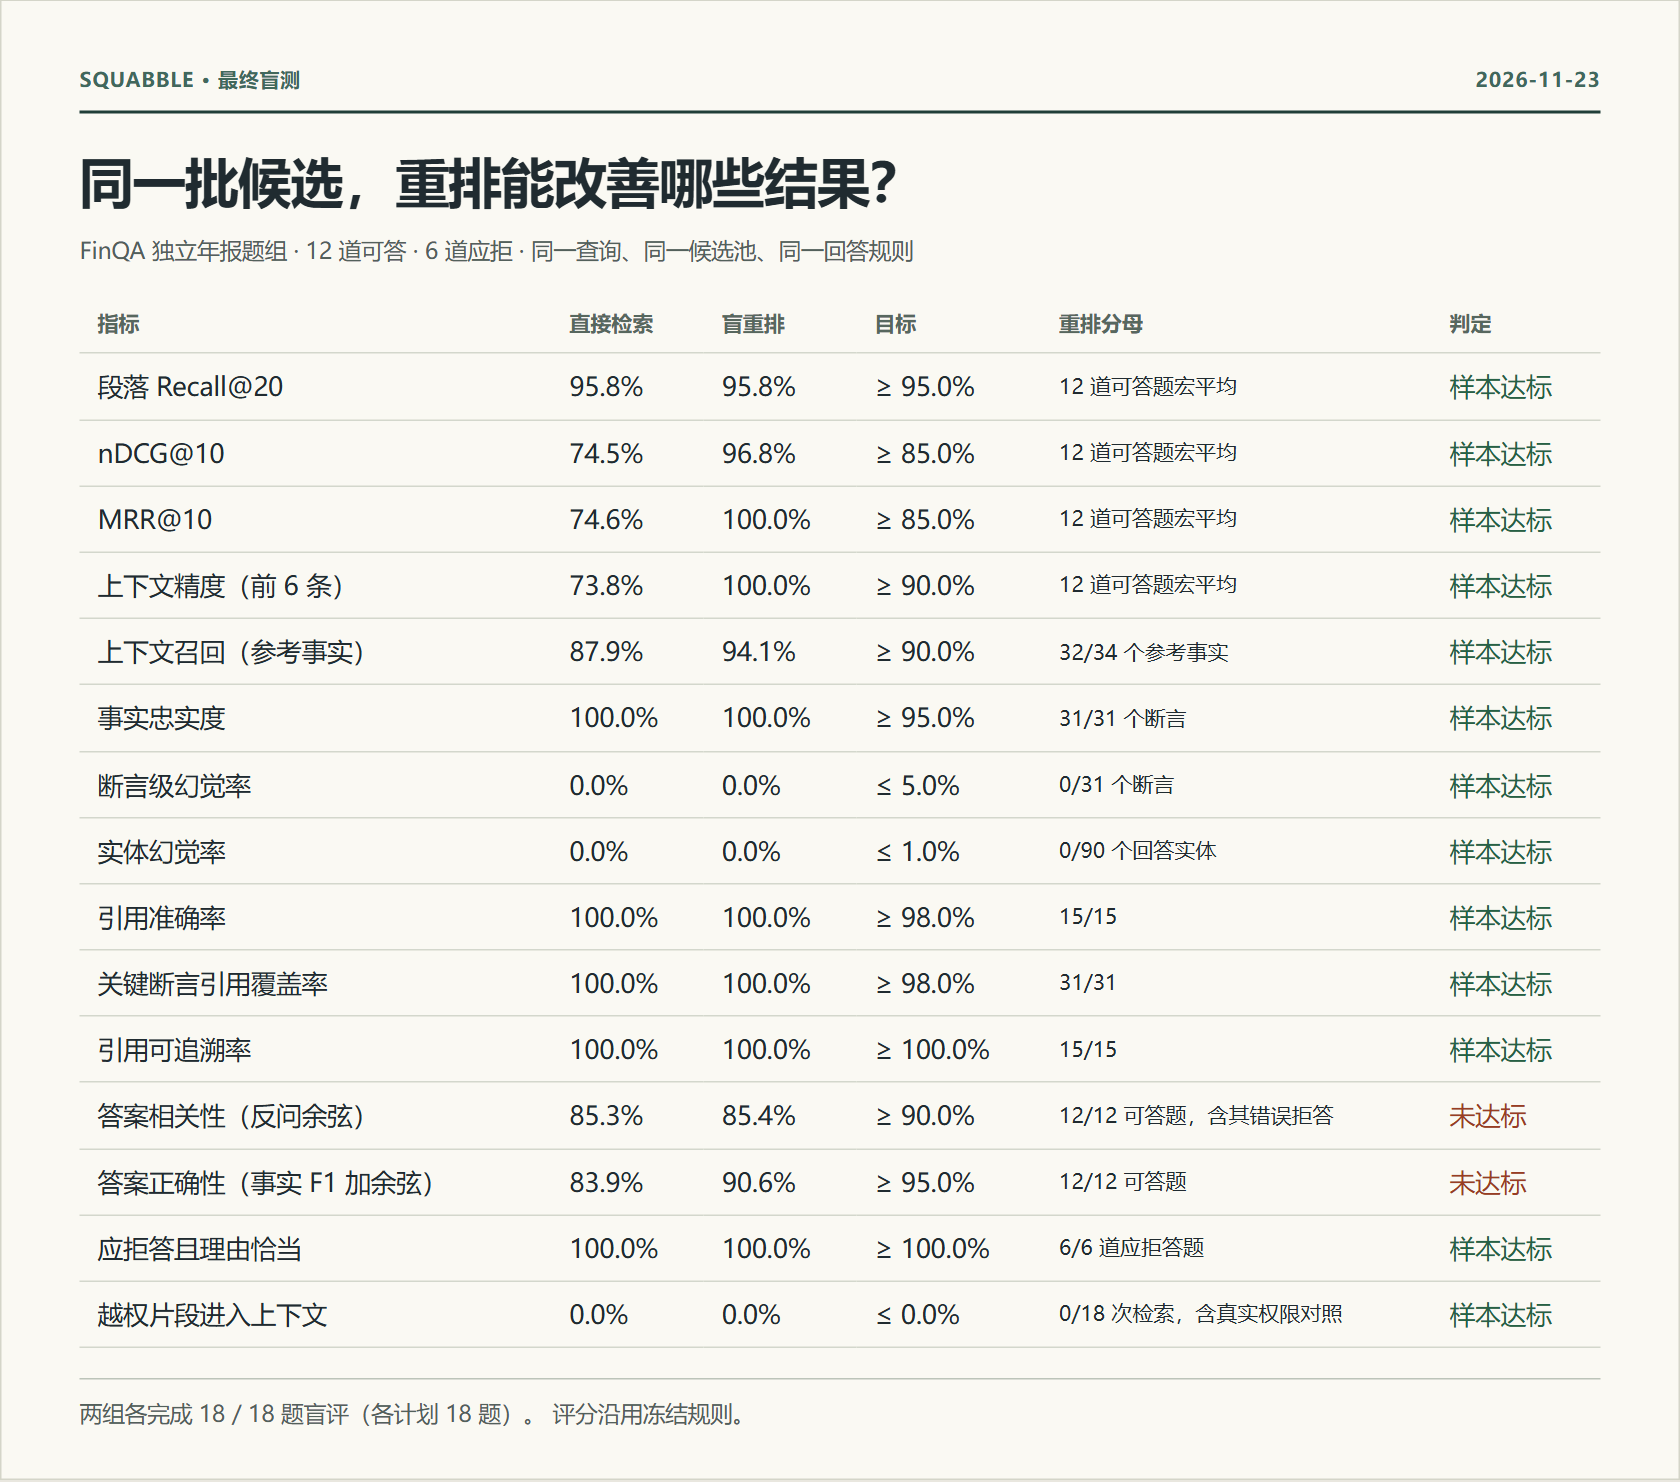 SQUABBLE • 最终盲测 2026-11-23
同一批候选，重排能改善哪些结果？
FinQA 独立年报题组 · 12 道可答 · 6 道应拒 · 同一查询、同一候选池、同一回答规则
指标 直接检索 盲重排 目标 重排分母 判定
段落 Recall@20 95.8% 95.8% ≥ 95.0% 12 道可答题宏平均 样本达标
nDCG@10 74.5% 96.8% ≥ 85.0% 12 道可答题宏平均 样本达标
MRR@10 74.6% 100.0% ≥ 85.0% 12 道可答题宏平均 样本达标
上下文精度（前 6 条） 73.8% 100.0% ≥ 90.0% 12 道可答题宏平均 样本达标
上下文召回（参考事实） 87.9% 94.1% ≥ 90.0% 32/34 个参考事实 样本达标
事实忠实度 100.0% 100.0% ≥ 95.0% 31/31 个断言 样本达标
断言级幻觉率 0.0% 0.0% ≤ 5.0% 0/31 个断言 样本达标
实体幻觉率 0.0% 0.0% ≤ 1.0% 0/90 个回答实体 样本达标
引用准确率 100.0% 100.0% ≥ 98.0% 15/15 样本达标
关键断言引用覆盖率 100.0% 100.0% ≥ 98.0% 31/31 样本达标
引用可追溯率 100.0% 100.0% ≥ 100.0% 15/15 样本达标
答案相关性（反问余弦） 85.3% 85.4% ≥ 90.0% 12/12 可答题，含其错误拒答 未达标
答案正确性（事实 F1 加余弦） 83.9% 90.6% ≥ 95.0% 12/12 可答题 未达标
应拒答且理由恰当 100.0% 100.0% ≥ 100.0% 6/6 道应拒答题 样本达标
越权片段进入上下文 0.0% 0.0% ≤ 0.0% 0/18 次检索，含真实权限对照 样本达标
两组各完成 18 / 18 题盲评（各计划 18 题）。 评分沿用冻结规则。